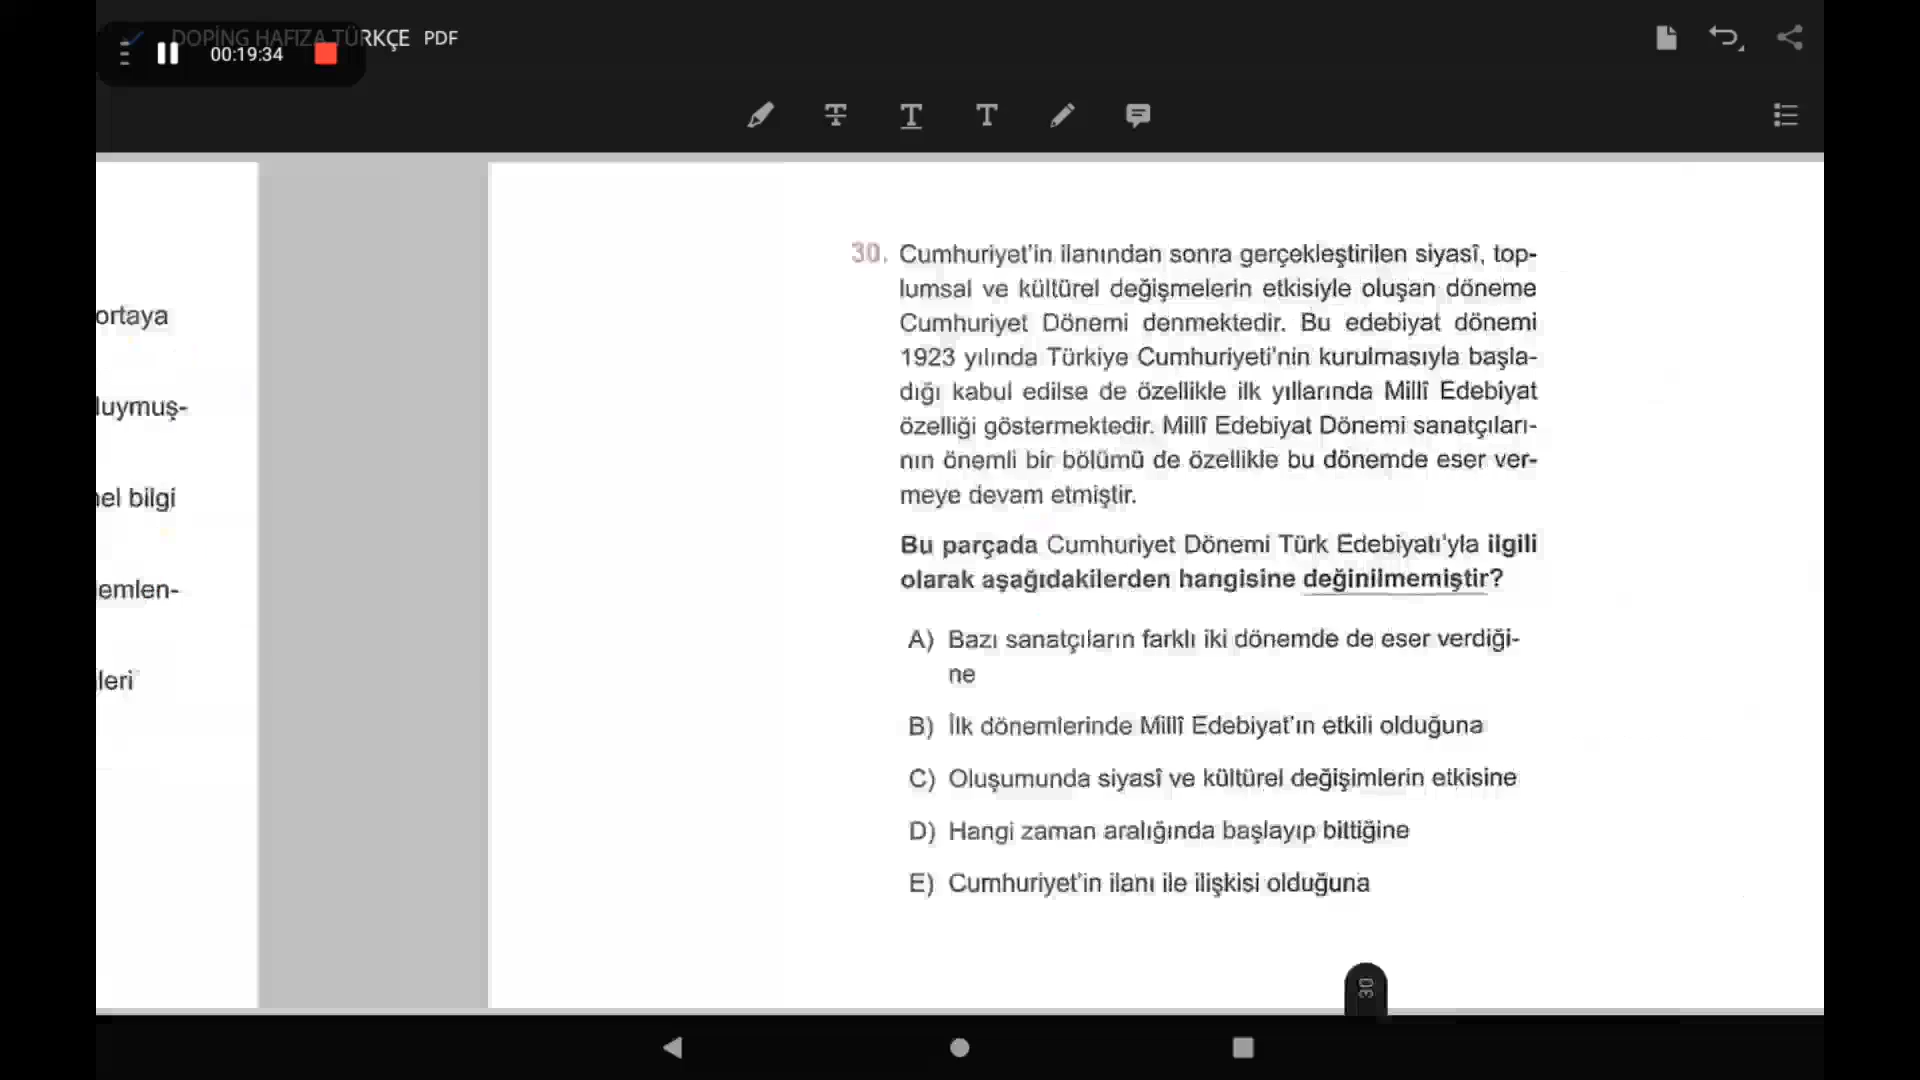 DOPİNG HAFIZA TÜRKÇE PDF
00:19:34
ortaya
luymuş-
nel bilgi
emlen-
leri
30. Cumhuriyet'in ilanından sonra gerçekleştirilen siyasî, top-
lumsal ve kültürel değişmelerin etkisiyle oluşan döneme
Cumhuriyet Dönemi denmektedir. Bu edebiyat dönemi
1923 yılında Türkiye Cumhuriyeti'nin kurulmasıyla başla-
dığı kabul edilse de özellikle ilk yıllarında Millî Edebiyat
özelliği göstermektedir. Millî Edebiyat Dönemi sanatçıları-
nın önemli bir bölümü de özellikle bu dönemde eser ver-
meye devam etmiştir.
Bu parçada Cumhuriyet Dönemi Türk Edebiyatı'yla ilgili
olarak aşağıdakilerden hangisine değinilmemiştir?
A) Bazı sanatçıların farklı iki dönemde de eser verdiği-
ne
B) İlk dönemlerinde Millî Edebiyat'ın etkili olduğuna
C) Oluşumunda siyasî ve kültürel değişimlerin etkisine
D) Hangi zaman aralığında başlayıp bittiğine
E) Cumhuriyet'in ilanı ile ilişkisi olduğuna
30